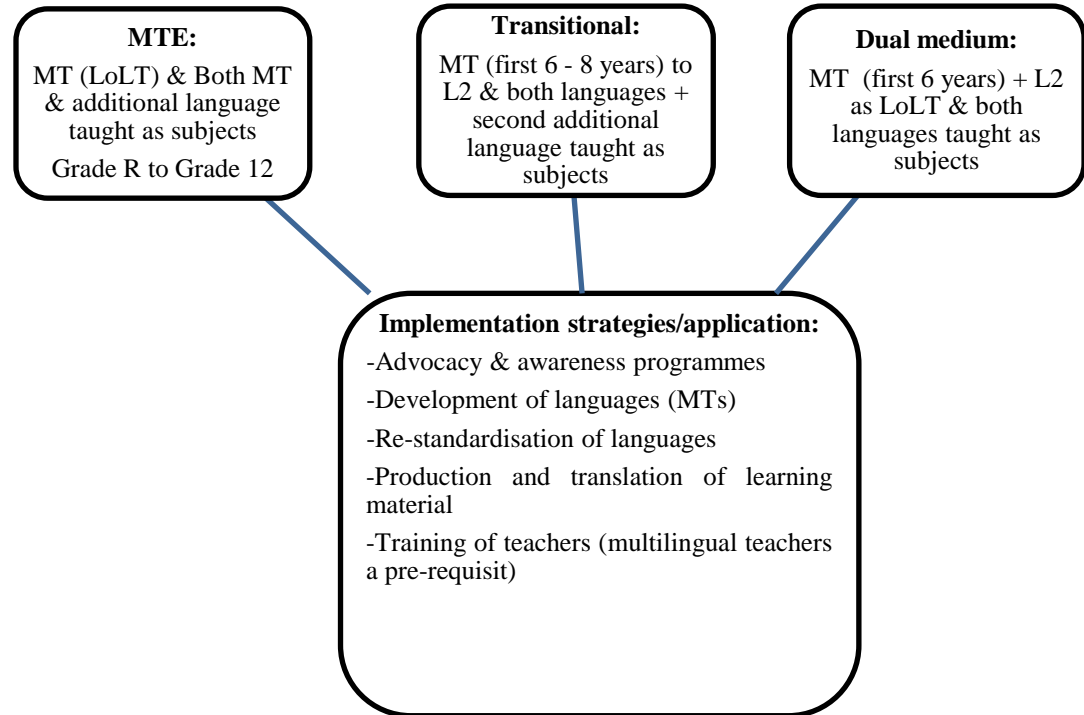 MTE:
MT (LoLT) & Both MT
& additional language
taught as subjects
Grade R to Grade 12
Transitional:
MT (first 6 - 8 years) to
L2 & both languages +
second additional
language taught as
subjects
Dual medium:
MT (first 6 years) + L2
as LoLT & both
languages taught as
subjects
Implementation strategies/application:
-Advocacy & awareness programmes
-Development of languages (MTs)
-Re-standardisation of languages
-Production and translation of learning
material
-Training of teachers (multilingual teachers
a pre-requisit)